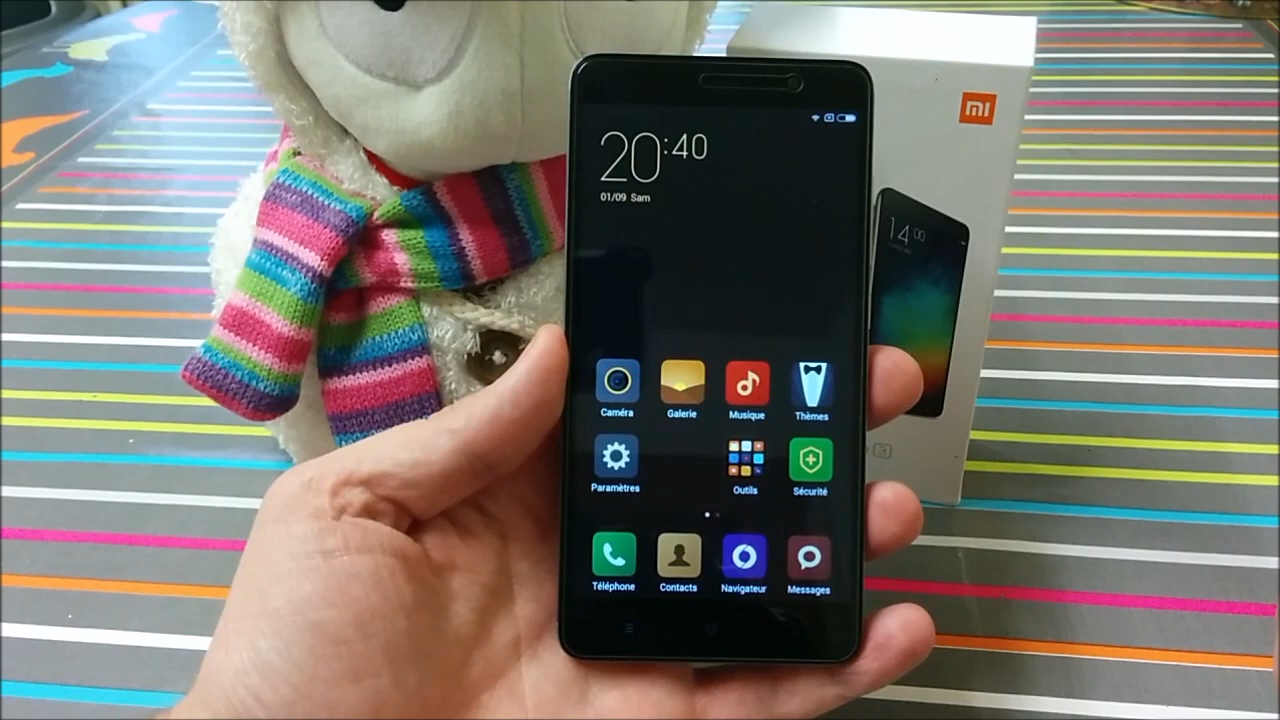 mi
20:40
01/09 Sam
14 00
Caméra Galerie Musique Thèmes
Paramètres Outils Sécurité
Téléphone Contacts Navigateur Messages